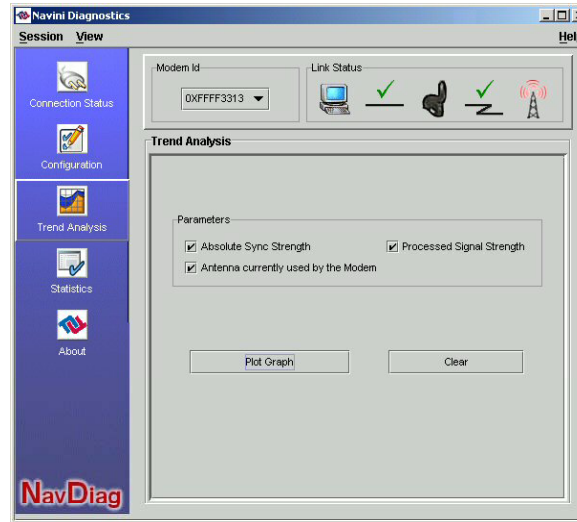 Navini Diagnostics
Session View Hel
Modem Id
0XFFFF3313
Link Status
Connection Status
Configuration
Trend Analysis
Statistics
About
NavDiag
Trend Analysis
Parameters
Absolute Sync Strength
Processed Signal Strength
Antenna currently used by the Modem
Plot Graph
Clear